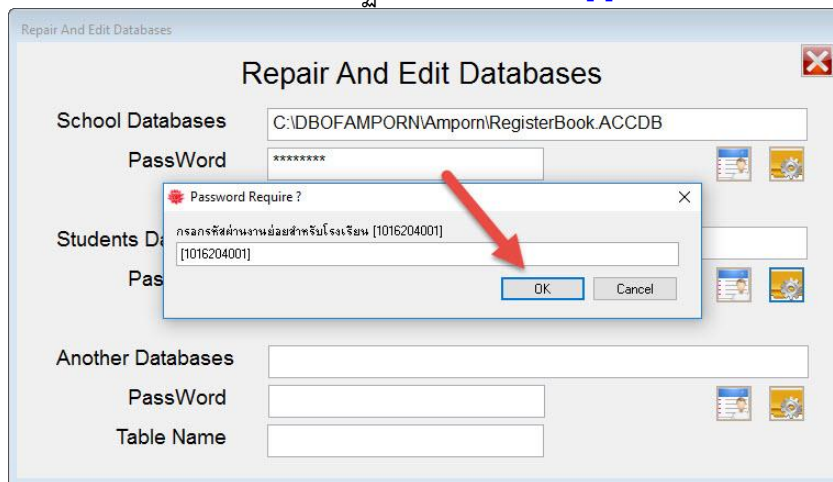 Repair And Edit Databases
Repair And Edit Databases
School Databases
C:\DBOFAMPORN\Amporn\RegisterBook.ACCDB
PassWord
********
Password Require ?
กรอกรหัสผ่านงานย่อยสำหรับโรงเรียน [1016204001]
[1016204001]
OK
Cancel
Students Da
Pas
Another Databases
PassWord
Table Name